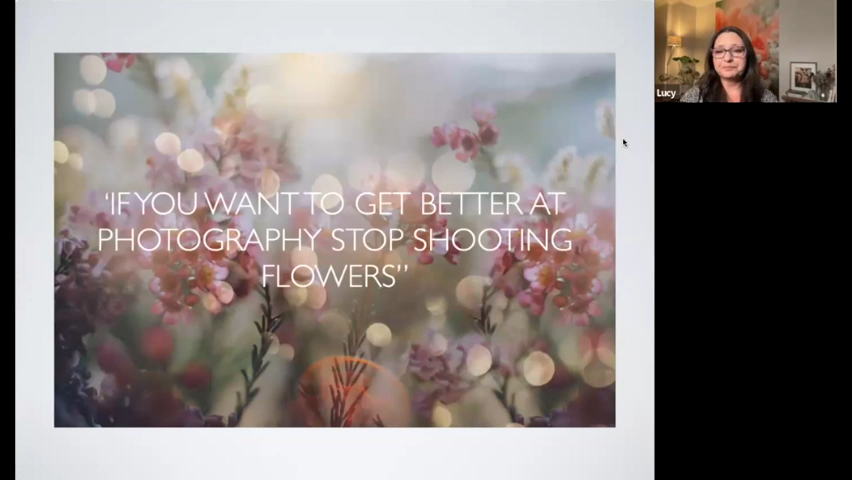 ‘IF YOU WANT TO GET BETTER AT
PHOTOGRAPHY STOP SHOOTING
FLOWERS’’
Lucy